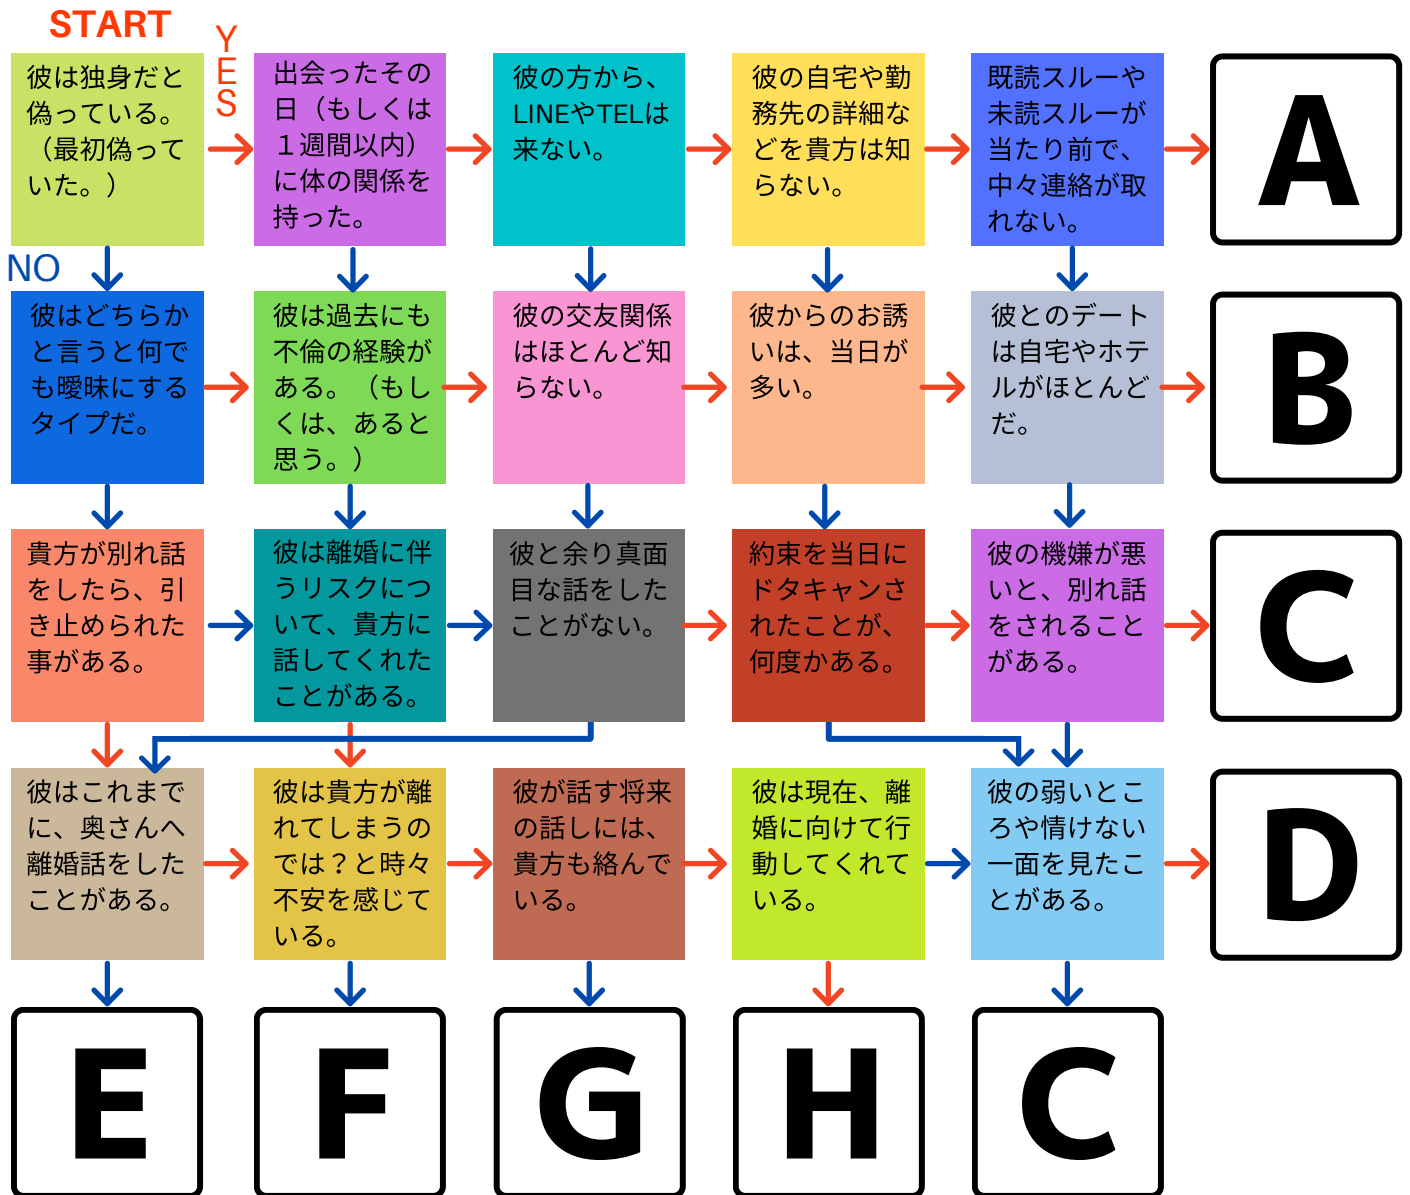 START
YES
彼は独身だと
偽っている。
（最初偽って
いた。）
出会ったその
日（もしくは
１週間以内）
に体の関係を
持った。
彼の方から、
LINEやTELは
来ない。
彼の自宅や勤
務先の詳細な
どを貴方は知
らない。
既読スルーや
未読スルーが
当たり前で、
中々連絡が取
れない。
A
NO
彼はどちらか
と言うと何で
も曖昧にする
タイプだ。
彼は過去にも
不倫の経験が
ある。（もし
くは、あると
思う。）
彼の交友関係
はほとんど知
らない。
彼からのお誘
いは、当日が
多い。
彼とのデート
は自宅やホテ
ルがほとんど
だ。
B
貴方が別れ話
をしたら、引
き止められた
事がある。
彼は離婚に伴
うリスクにつ
いて、貴方に
話してくれた
ことがある。
彼と余り真面
目な話をした
ことがない。
約束を当日に
ドタキャンさ
れたことが、
何度かある。
彼の機嫌が悪
いと、別れ話
をされること
がある。
C
彼はこれまで
に、奥さんへ
離婚話をした
ことがある。
彼は貴方が離
れてしまうの
では？と時々
不安を感じて
いる。
彼が話す将来
の話しには、
貴方も絡んで
いる。
彼は現在、離
婚に向けて行
動してくれて
いる。
彼の弱いとこ
ろや情けない
一面を見たこ
とがある。
D
E
F
G
H
C